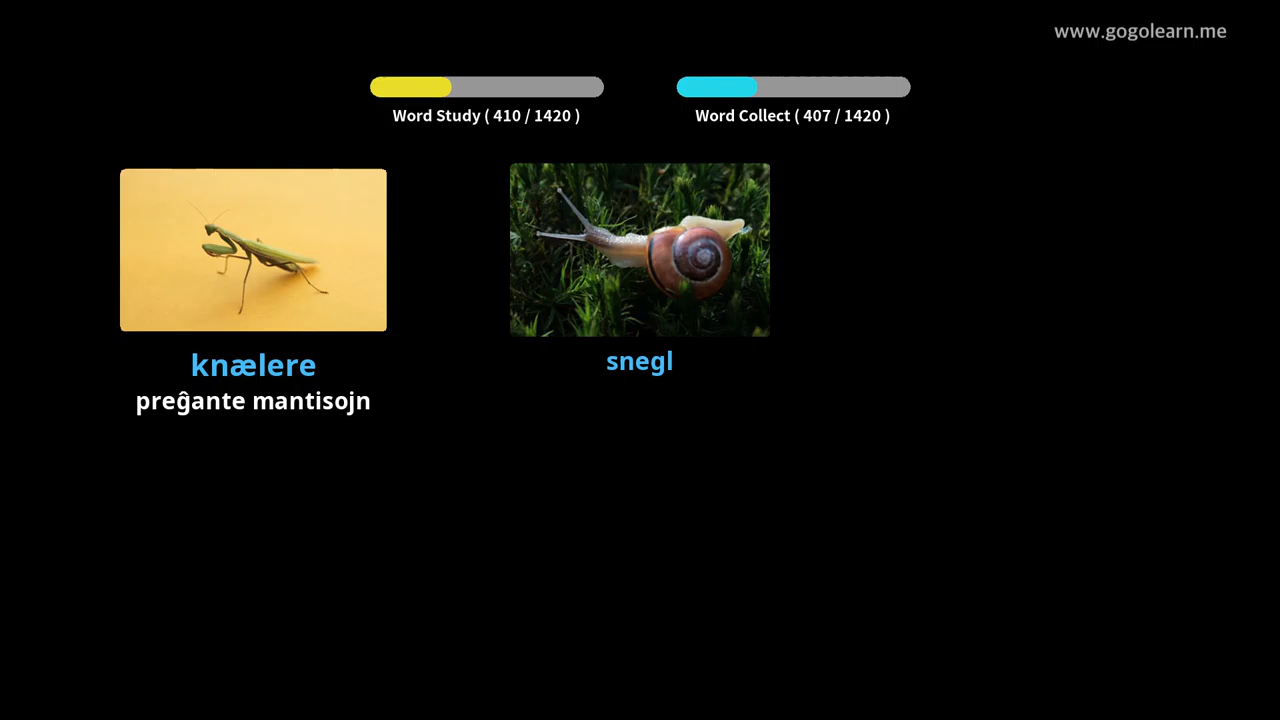 www.gogolearn.me
Word Study ( 410 / 1420 )
Word Collect ( 407 / 1420 )
knælere
preĝante mantisojn
snegl